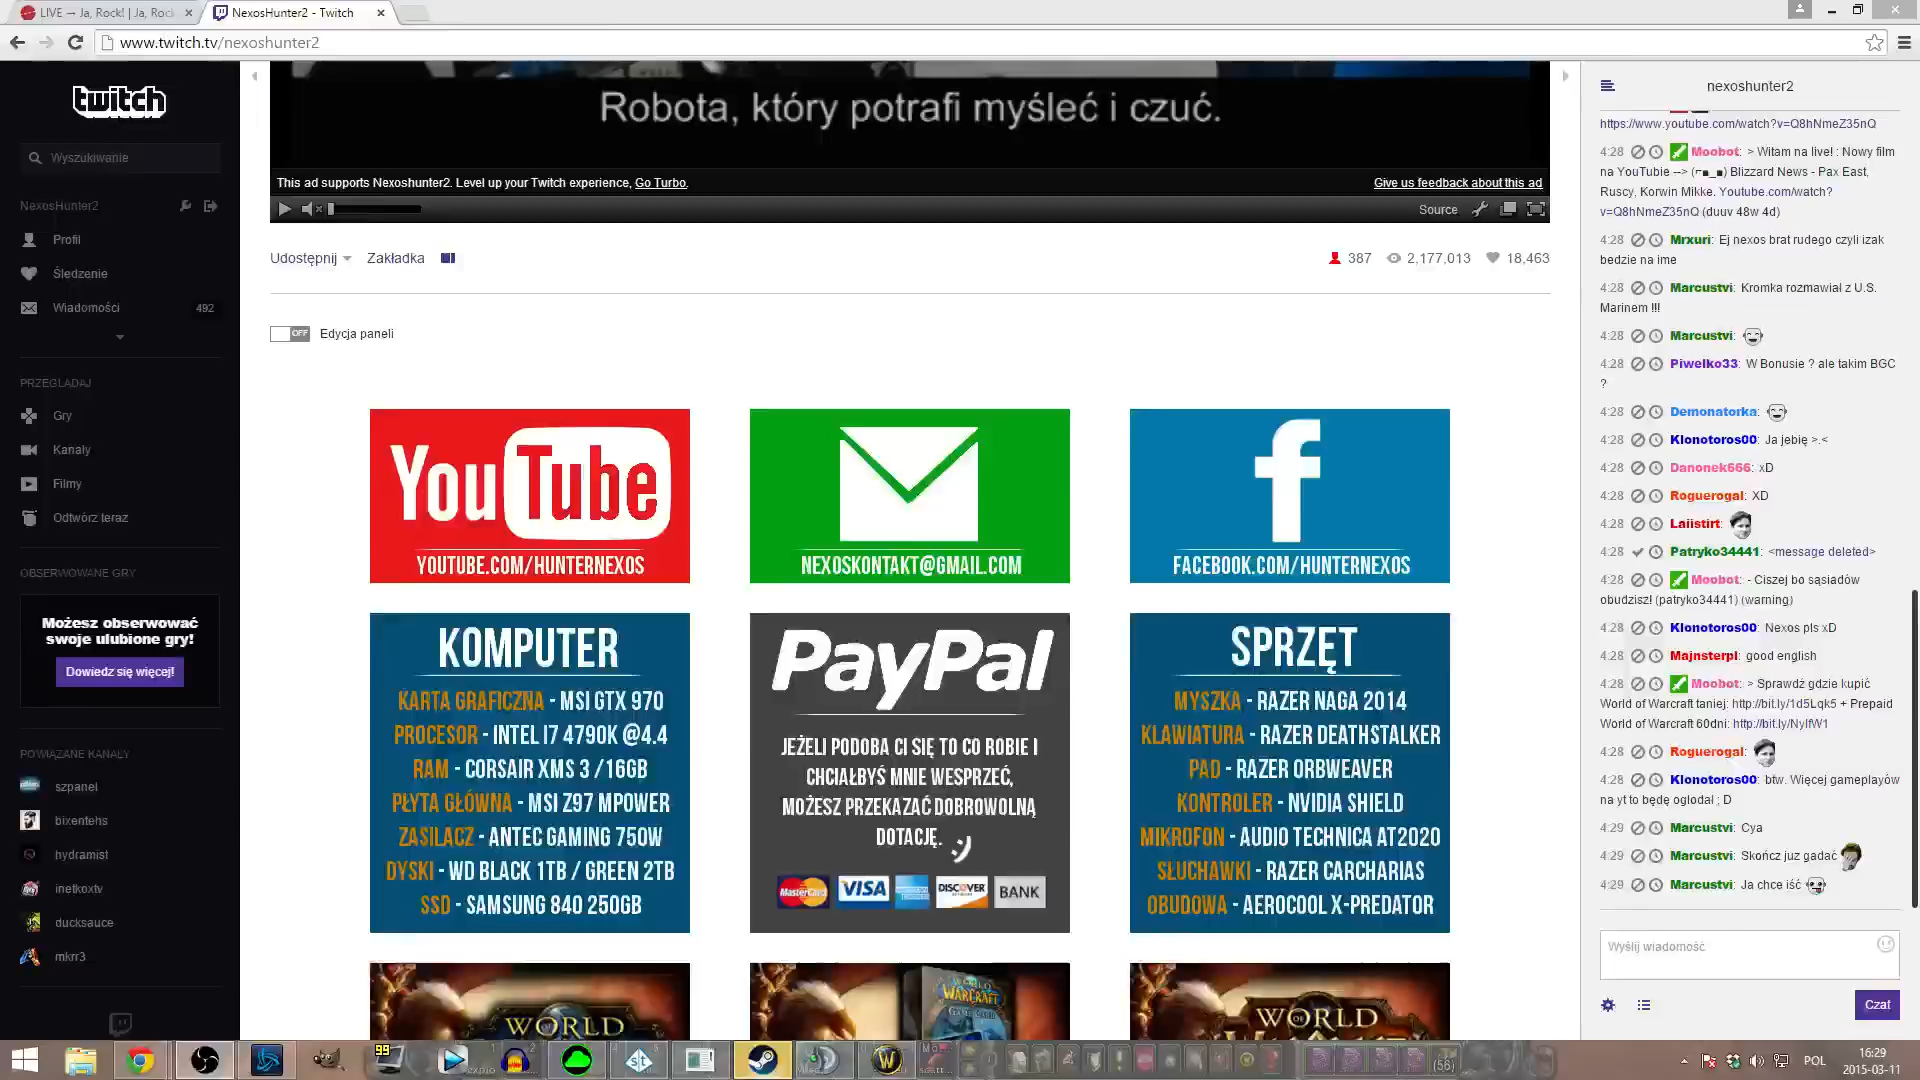 LIVE → Ja, Rock! | Ja, Rock
NexosHunter2 - Twitch
www.twitch.tv/nexoshunter2
twitch
Wyszukiwanie
NexosHunter2
Profil
Śledzenie
Wiadomości 492
PRZEGLĄDAJ
Gry
Kanały
Filmy
Odtwórz teraz
OBSERWOWANE GRY
Możesz obserwować
swoje ulubione gry!
Dowiedz się więcej!
POWIĄZANE KANAŁY
szpanel
bixentehs
hydramist
inetkoxtv
ducksauce
mkrr3
Robota, który potrafi myśleć i czuć.
This ad supports Nexoshunter2. Level up your Twitch experience, Go Turbo.
Give us feedback about this ad
Source
Udostępnij Zakładka
387 2,177,013 18,463
OFF Edycja paneli
YouTube
YOUTUBE.COM/HUNTERNEXOS
NEXOSKONTAKT@GMAIL.COM
f
FACEBOOK.COM/HUNTERNEXOS
KOMPUTER
KARTA GRAFICZNA - MSI GTX 970
PROCESOR - INTEL I7 4790K @4.4
RAM - CORSAIR XMS 3 /16GB
PŁYTA GŁÓWNA - MSI Z97 MPOWER
ZASILACZ - ANTEC GAMING 750W
DYSKI - WD BLACK 1TB / GREEN 2TB
SSD - SAMSUNG 840 250GB
PayPal
JEŻELI PODOBA CI SIĘ TO CO ROBIE I
CHCIAŁBYŚ MNIE WESPRZEĆ,
MOŻESZ PRZEKAZAĆ DOBROWOLNĄ
DOTACJĘ. ;)
MasterCard VISA DISCOVER BANK
SPRZĘT
MYSZKA - RAZER NAGA 2014
KLAWIATURA - RAZER DEATHSTALKER
PAD - RAZER ORBWEAVER
KONTROLER - NVIDIA SHIELD
MIKROFON - AUDIO TECHNICA AT2020
SŁUCHAWKI - RAZER CARCHARIAS
OBUDOWA - AEROCOOL X-PREDATOR
WORLD
WORLD
WARCRAFT
GAME CARD
WORLD
OF
nexoshunter2
https://www.youtube.com/watch?v=Q8hNmeZ35nQ
4:28 Moobot: > Witam na live! : Nowy film
na YouTubie --> (⌐■_■) Blizzard News - Pax East,
Ruscy, Korwin Mikke. Youtube.com/watch?
v=Q8hNmeZ35nQ (duuv 48w 4d)
4:28 Mrxuri: Ej nexos brat rudego czyli izak
bedzie na ime
4:28 Marcustvi: Kromka rozmawiał z U.S.
Marinem !!!
4:28 Marcustvi:
4:28 Piwelko33: W Bonusie ? ale takim BGC
?
4:28 Demonatorka:
4:28 Klonotoros00: Ja jebię >.<
4:28 Danonek666: xD
4:28 Roguerogal: XD
4:28 Laiistirt:
4:28 Patryko34441: <message deleted>
4:28 Moobot: - Ciszej bo sąsiadów
obudzisz! (patryko34441) (warning)
4:28 Klonotoros00: Nexos pls xD
4:28 Majnsterpl: good english
4:28 Moobot: > Sprawdź gdzie kupić
World of Warcraft taniej: http://bit.ly/1d5Lqk5 + Prepaid
World of Warcraft 60dni: http://bit.ly/NylfW1
4:28 Roguerogal:
4:28 Klonotoros00: btw. Więcej gameplayów
na yt to będę oglodał ; D
4:29 Marcustvi: Cya
4:29 Marcustvi: Skończ juz gadać
4:29 Marcustvi: Ja chce iść
Wyślij wiadomość
Czat
99
(58)
POL
16:29
2015-03-11